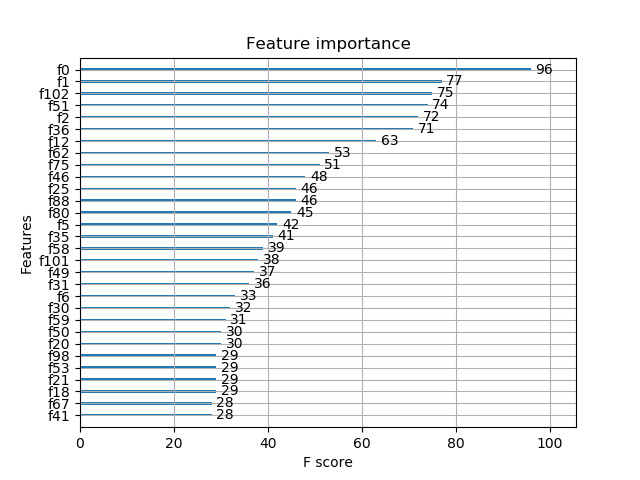 Feature importance
f0 96
f1 77
f102 75
f51 74
f2 72
f36 71
f12 63
f62 53
f75 51
f46 48
f25 46
f88 46
f80 45
f5 42
f35 41
f58 39
f101 38
f49 37
f31 36
f6 33
f30 32
f59 31
f50 30
f20 30
f98 29
f53 29
f21 29
f18 29
f67 28
f41 28
Features
0 20 40 60 80 100
F score